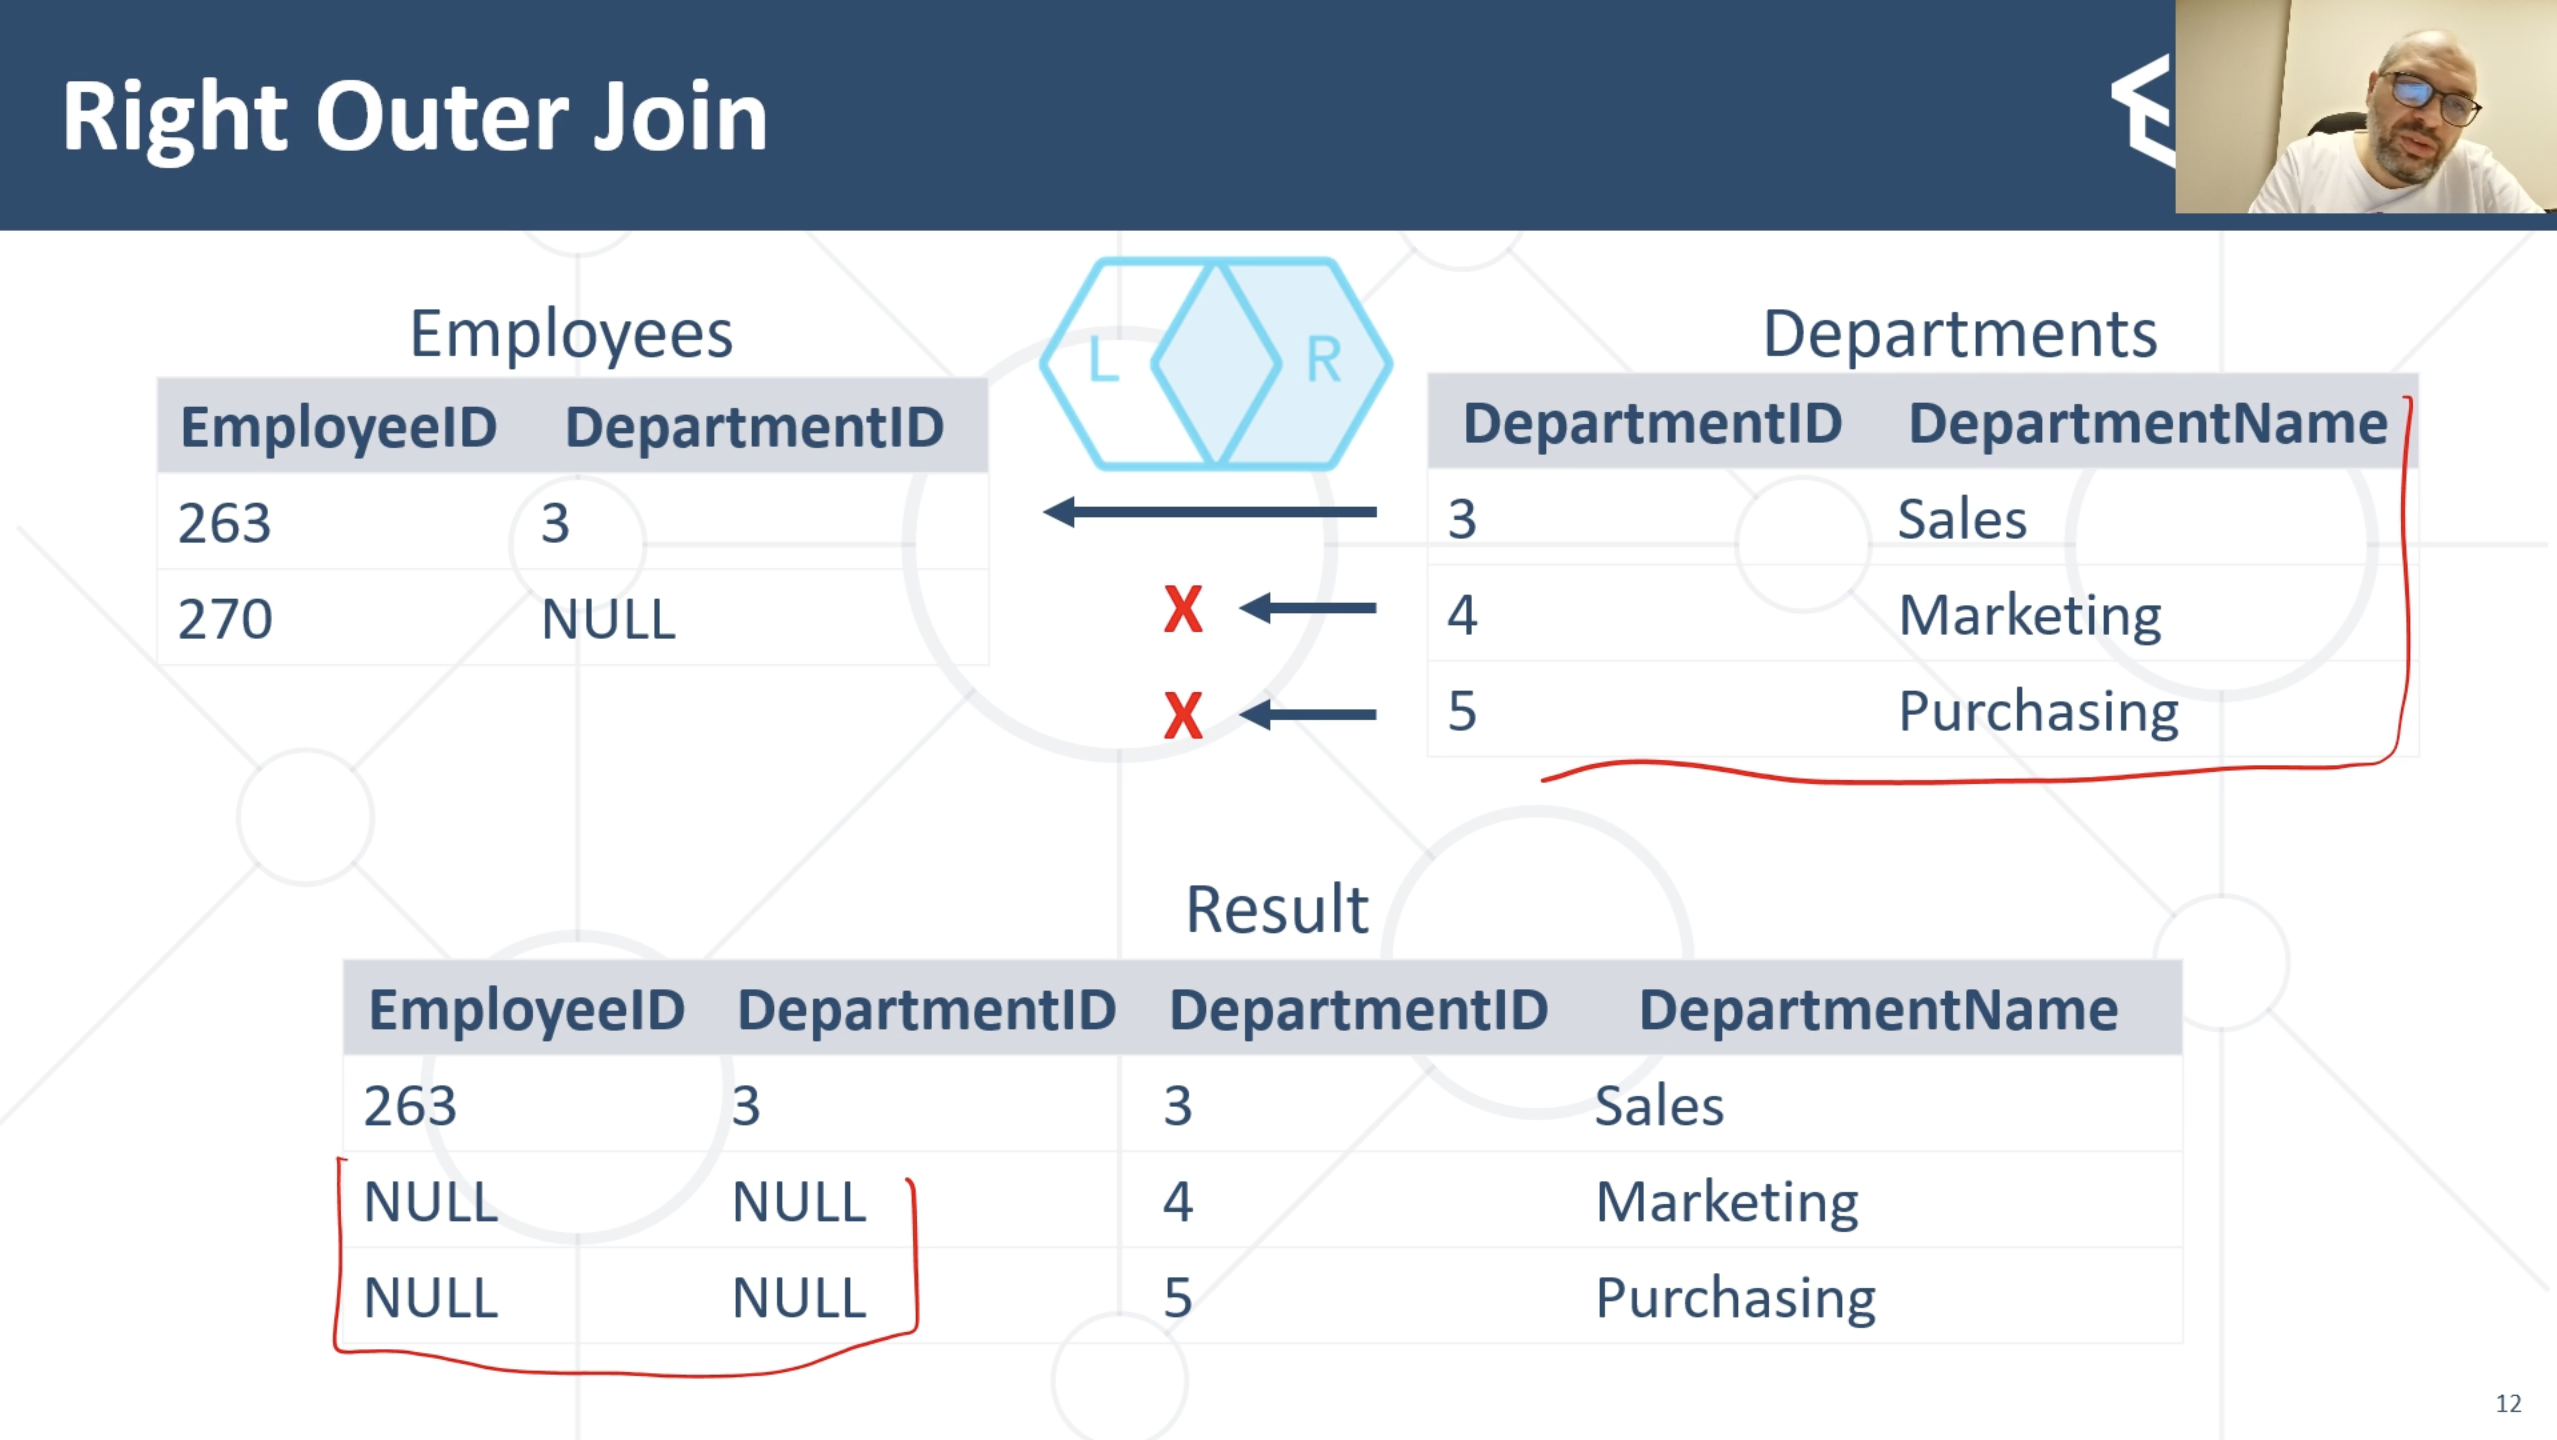 Right Outer Join
Employees
EmployeeID DepartmentID
263 3
270 NULL
L R
X
X
Departments
DepartmentID DepartmentName
3 Sales
4 Marketing
5 Purchasing
Result
EmployeeID DepartmentID DepartmentID DepartmentName
263 3 3 Sales
NULL NULL 4 Marketing
NULL NULL 5 Purchasing
12